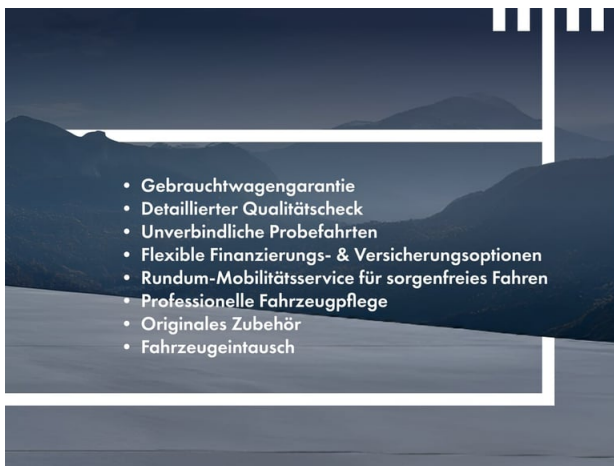 • Gebrauchtwagengarantie
• Detaillierter Qualitätscheck
• Unverbindliche Probefahrten
• Flexible Finanzierungs- & Versicherungsoptionen
• Rundum-Mobilitätsservice für sorgenfreies Fahren
• Professionelle Fahrzeugpflege
• Originales Zubehör
• Fahrzeugeintausch